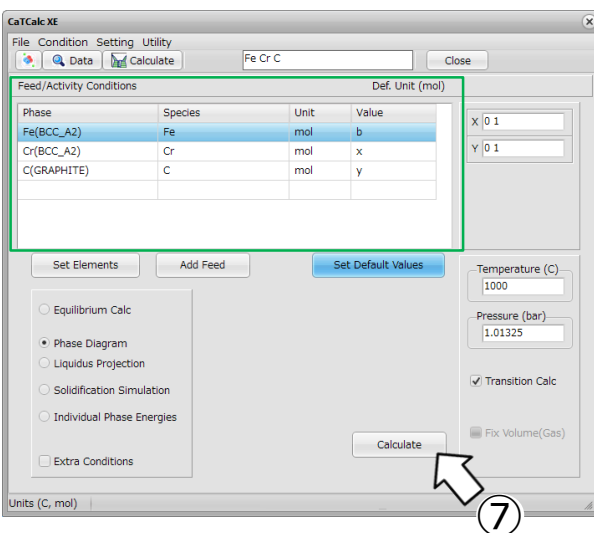 CaTCalc XE
File Condition Setting Utility
Data Calculate Fe Cr C Close
Feed/Activity Conditions Def. Unit (mol)
Phase Species Unit Value
Fe(BCC_A2) Fe mol b
Cr(BCC_A2) Cr mol x
C(GRAPHITE) C mol y
X 0 1
Y 0 1
Set Elements Add Feed Set Default Values
Temperature (C)
1000
Pressure (bar)
1.01325
Equilibrium Calc
Phase Diagram
Liquidus Projection
Solidification Simulation
Individual Phase Energies
Extra Conditions
Transition Calc
Fix Volume(Gas)
Calculate
Units (C, mol)
⑦